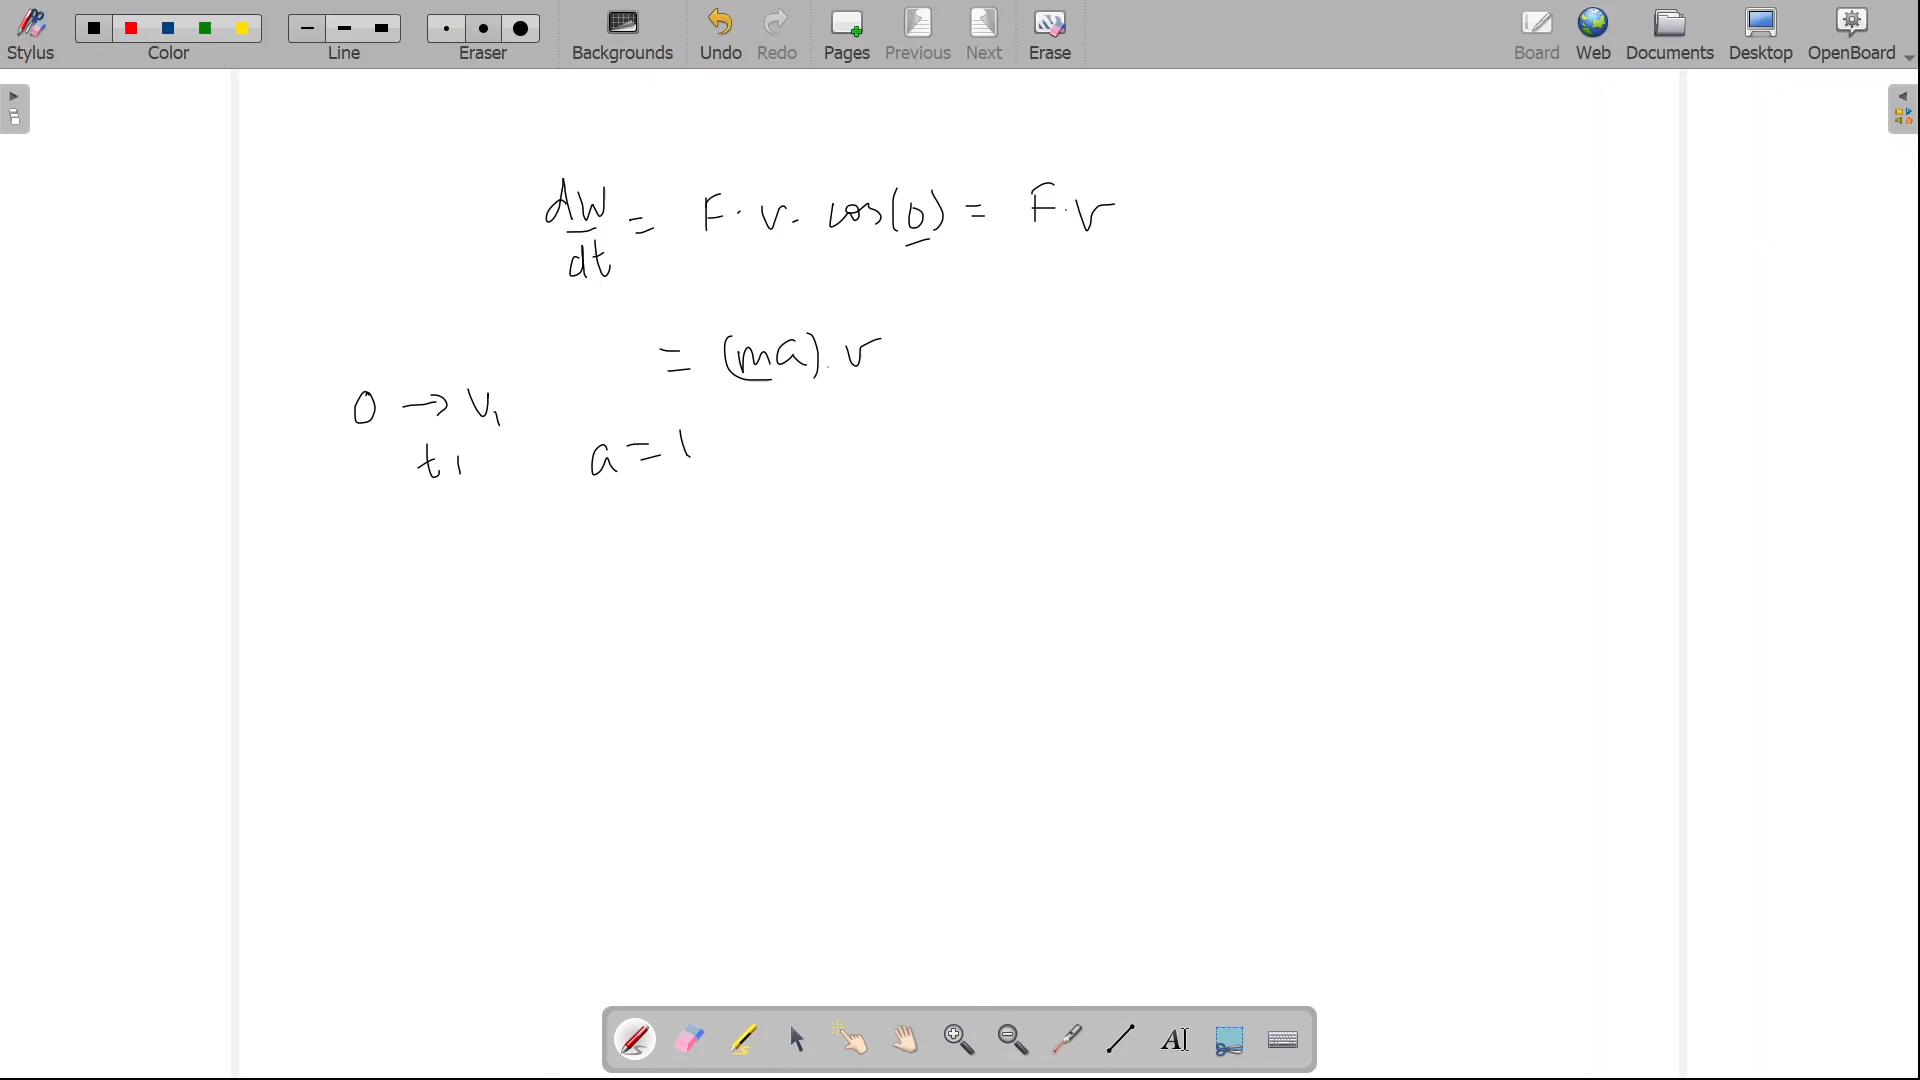 Stylus Color Line Eraser Backgrounds Undo Redo Pages Previous Next Erase Board Web Documents Desktop OpenBoard
dW/dt = F · v · cos(0) = F · v
= (ma) · v
0 → v₁
t₁ a = 1
AI